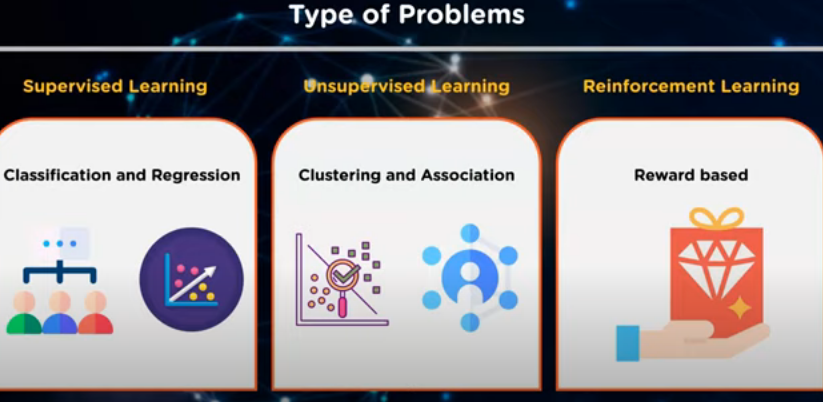 Type of Problems
Supervised Learning
Unsupervised Learning
Reinforcement Learning
Classification and Regression
Clustering and Association
Reward based